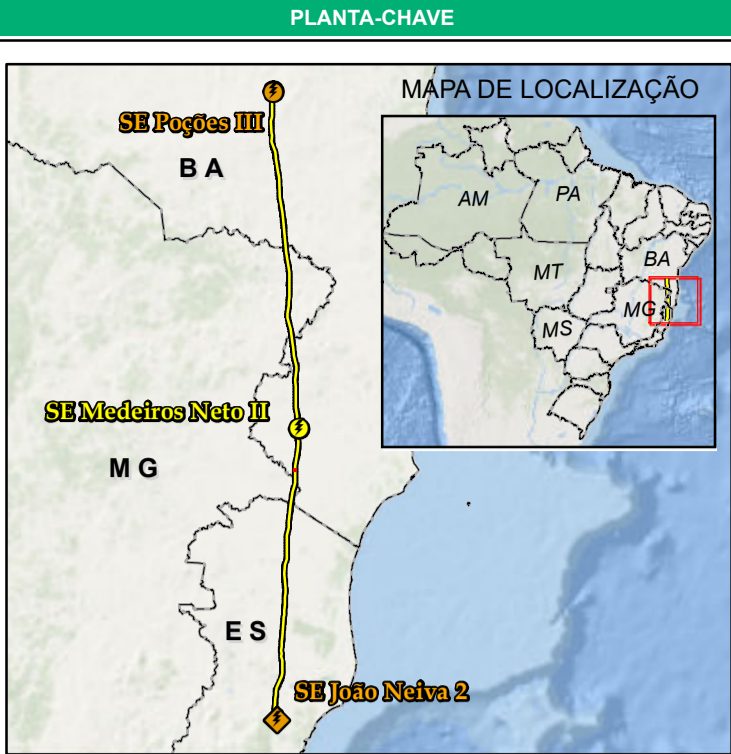 PLANTA-CHAVE
MAPA DE LOCALIZAÇÃO
SE Poções III
B A
AM
PA
BA
MT
MG
MS
SE Medeiros Neto II
M G
E S
SE João Neiva 2